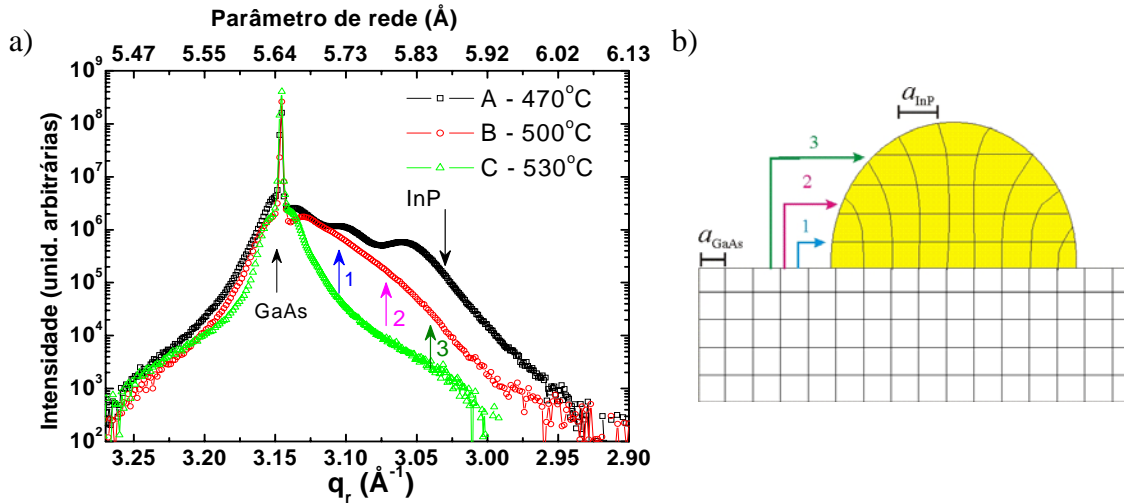 a)
Parâmetro de rede (Å)
5.47 5.55 5.64 5.73 5.83 5.92 6.02 6.13
10⁹
10⁸
10⁷
10⁶
10⁵
10⁴
10³
10²
Intensidade (unid. arbitrárias)
A - 470°C
B - 500°C
C - 530°C
InP
GaAs
1
2
3
3.25 3.20 3.15 3.10 3.05 3.00 2.95 2.90
qᵣ (Å⁻¹)
b)
aInP
3
2
1
aGaAs